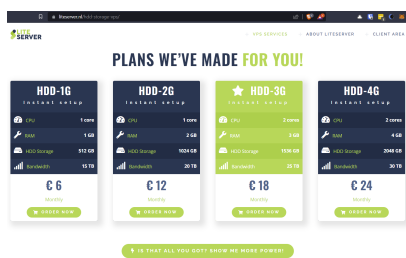 liteserver.nl/hdd-storage-vps/
LITE
SERVER
VPS SERVICES
ABOUT LITESERVER
CLIENT AREA
PLANS WE'VE MADE FOR YOU!
HDD-1G
Instant setup
CPU 1 core
RAM 1 GB
HDD Storage 512 GB
Bandwidth 15 TB
€ 6
Monthly
ORDER NOW
HDD-2G
Instant setup
CPU 1 core
RAM 2 GB
HDD Storage 1024 GB
Bandwidth 20 TB
€ 12
Monthly
ORDER NOW
HDD-3G
Instant setup
CPU 2 cores
RAM 3 GB
HDD Storage 1536 GB
Bandwidth 25 TB
€ 18
Monthly
ORDER NOW
HDD-4G
Instant setup
CPU 2 cores
RAM 4 GB
HDD Storage 2048 GB
Bandwidth 30 TB
€ 24
Monthly
ORDER NOW
IS THAT ALL YOU GOT? SHOW ME MORE POWER!